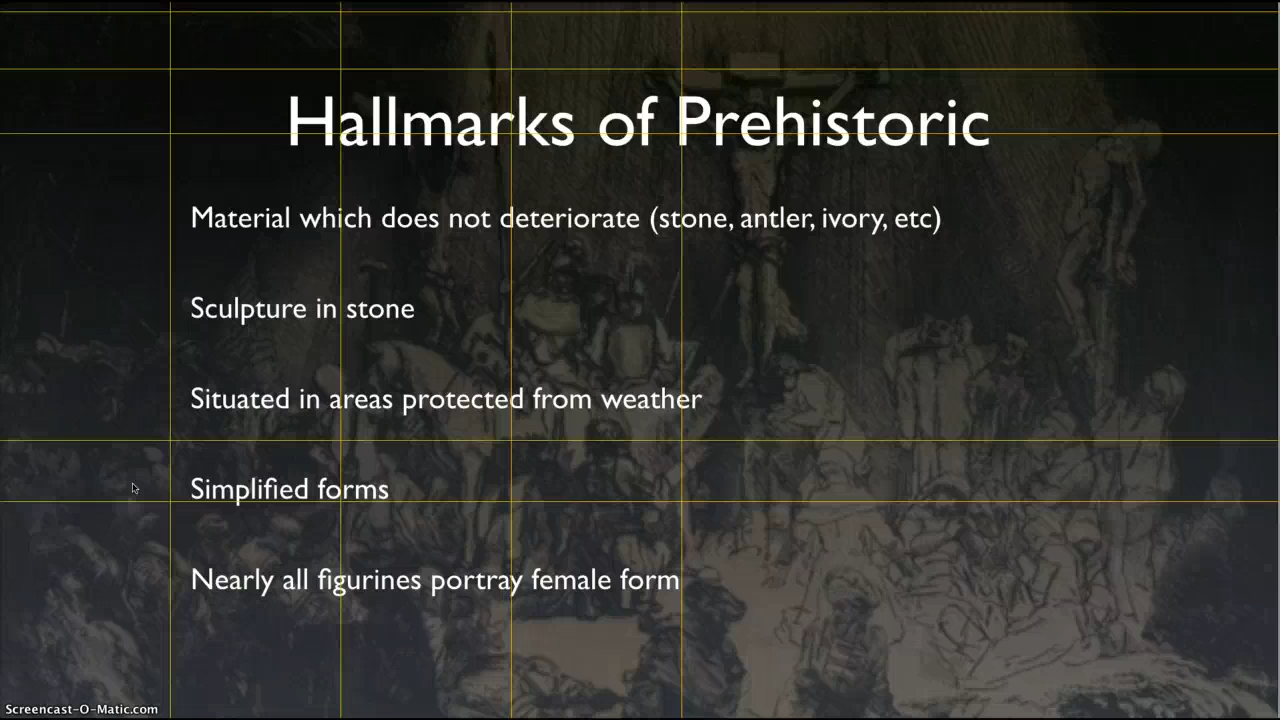 Hallmarks of Prehistoric
Material which does not deteriorate (stone, antler, ivory, etc)
Sculpture in stone
Situated in areas protected from weather
Simplified forms
Nearly all figurines portray female form
Screencast-O-Matic.com